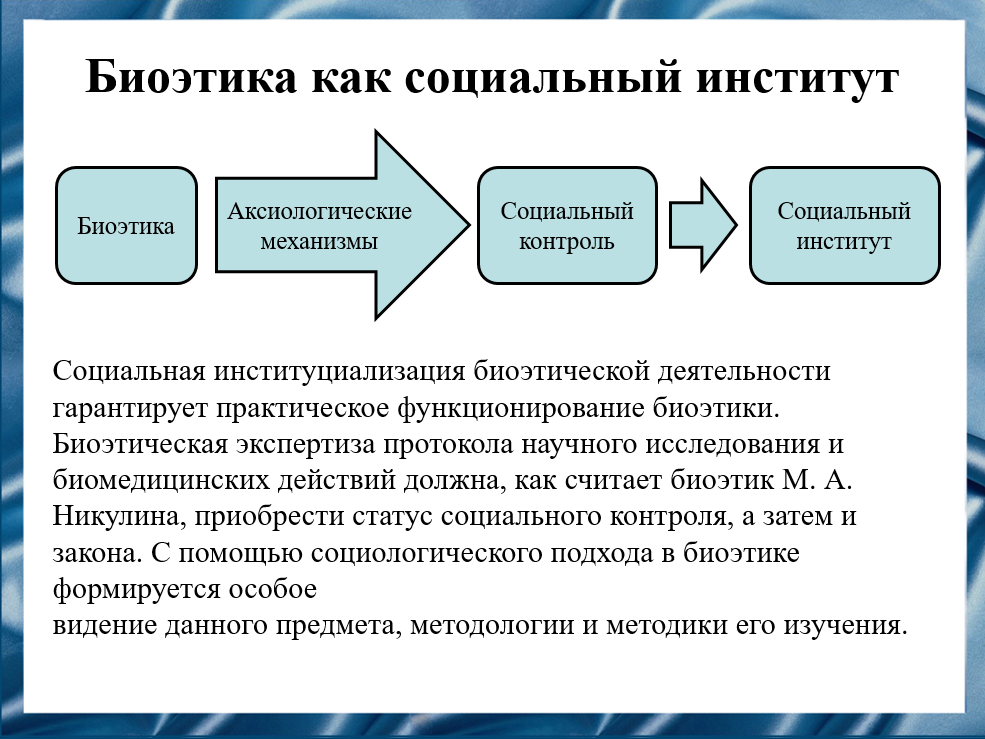 Биоэтика как социальный институт
Биоэтика
Аксиологические
механизмы
Социальный
контроль
Социальный
институт
Социальная институциализация биоэтической деятельности
гарантирует практическое функционирование биоэтики.
Биоэтическая экспертиза протокола научного исследования и
биомедицинских действий должна, как считает биоэтик М. А.
Никулина, приобрести статус социального контроля, а затем и
закона. С помощью социологического подхода в биоэтике
формируется особое
видение данного предмета, методологии и методики его изучения.